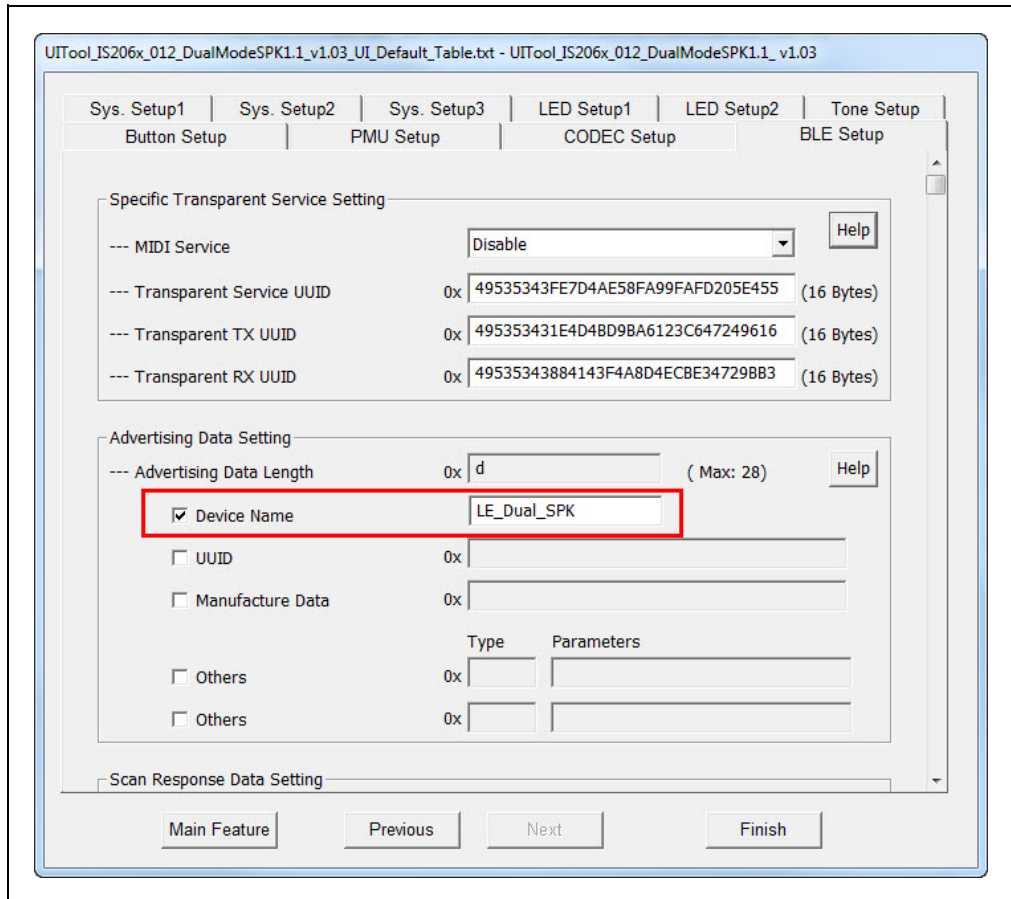 UITool_IS206x_012_DualModeSPK1.1_v1.03_UI_Default_Table.txt - UITool_IS206x_012_DualModeSPK1.1_ v1.03
Sys. Setup1 Sys. Setup2 Sys. Setup3 LED Setup1 LED Setup2 Tone Setup
Button Setup PMU Setup CODEC Setup BLE Setup
Specific Transparent Service Setting
Help
--- MIDI Service Disable
--- Transparent Service UUID 0x 49535343FE7D4AE58FA99FAFD205E455 (16 Bytes)
--- Transparent TX UUID 0x 495353431E4D4BD9BA6123C647249616 (16 Bytes)
--- Transparent RX UUID 0x 49535343884143F4A8D4ECBE34729BB3 (16 Bytes)
Advertising Data Setting
--- Advertising Data Length 0x d ( Max: 28) Help
Device Name LE_Dual_SPK
UUID 0x
Manufacture Data 0x
Type Parameters
Others 0x
Others 0x
Scan Response Data Setting
Main Feature Previous Next Finish